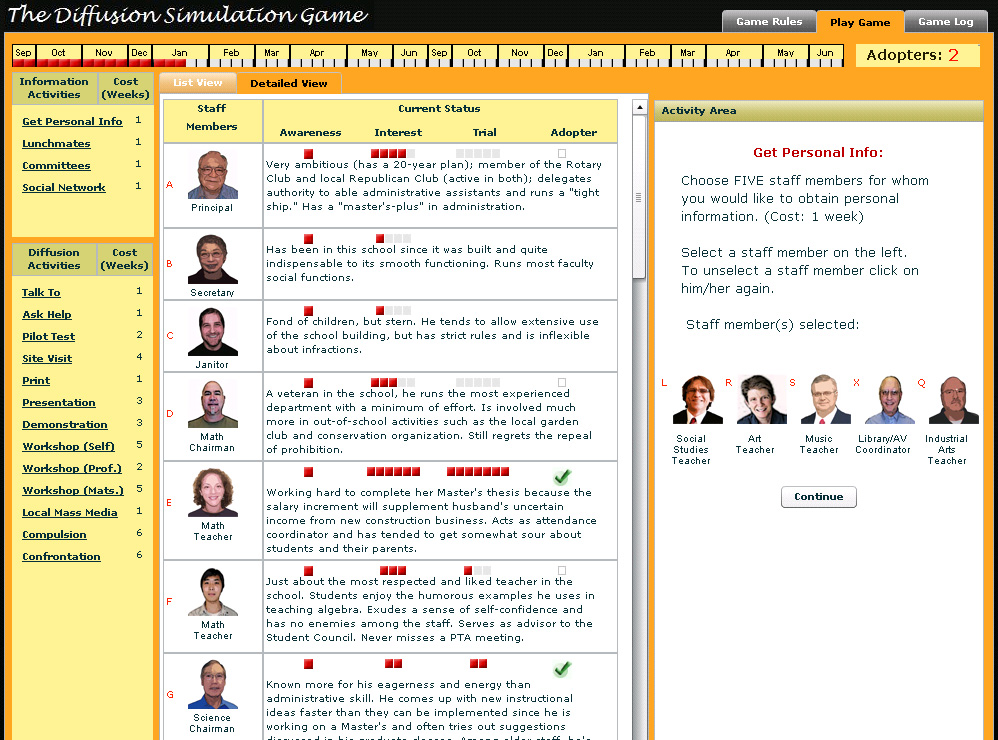 The Diffusion Simulation Game
Game Rules
Play Game
Game Log
Sep Oct Nov Dec Jan Feb Mar Apr May Jun Sep Oct Nov Dec Jan Feb Mar Apr May Jun
Adopters: 2
Information Activities
Cost (Weeks)
Get Personal Info 1
Lunchmates 1
Committees 1
Social Network 1
Diffusion Activities
Cost (Weeks)
Talk To 1
Ask Help 1
Pilot Test 2
Site Visit 4
Print 1
Presentation 3
Demonstration 3
Workshop (Self) 5
Workshop (Prof.) 2
Workshop (Mats.) 5
Local Mass Media 1
Compulsion 6
Confrontation 6
List View
Detailed View
Staff Members
Current Status
Awareness Interest Trial Adopter
A
Principal
Very ambitious (has a 20-year plan); member of the Rotary
Club and local Republican Club (active in both); delegates
authority to able administrative assistants and runs a "tight
ship." Has a "master's-plus" in administration.
B
Secretary
Has been in this school since it was built and quite
indispensable to its smooth functioning. Runs most faculty
social functions.
C
Janitor
Fond of children, but stern. He tends to allow extensive use
of the school building, but has strict rules and is inflexible
about infractions.
D
Math
Chairman
A veteran in the school, he runs the most experienced
department with a minimum of effort. Is involved much
more in out-of-school activities such as the local garden
club and conservation organization. Still regrets the repeal
of prohibition.
E
Math
Teacher
Working hard to complete her Master's thesis because the
salary increment will supplement husband's uncertain
income from new construction business. Acts as attendance
coordinator and has tended to get somewhat sour about
students and their parents.
F
Math
Teacher
Just about the most respected and liked teacher in the
school. Students enjoy the humorous examples he uses in
teaching algebra. Exudes a sense of self-confidence and
has no enemies among the staff. Serves as advisor to the
Student Council. Never misses a PTA meeting.
G
Science
Chairman
Known more for his eagerness and energy than
administrative skill. He comes up with new instructional
ideas faster than they can be implemented since he is
working on a Master's and often tries out suggestions
Activity Area
Get Personal Info:
Choose FIVE staff members for whom
you would like to obtain personal
information. (Cost: 1 week)
Select a staff member on the left.
To unselect a staff member click on
him/her again.
Staff member(s) selected:
L R S X Q
Social
Studies
Teacher
Art
Teacher
Music
Teacher
Library/AV
Coordinator
Industrial
Arts
Teacher
Continue